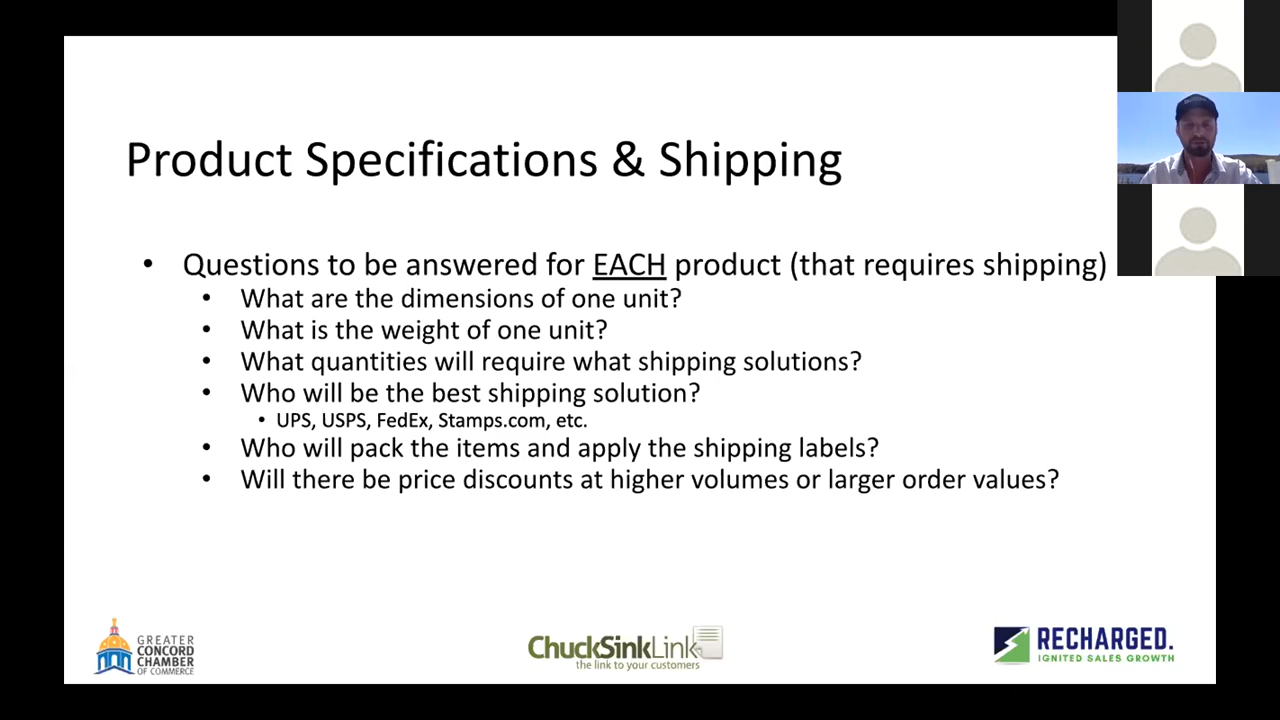 Product Specifications & Shipping
• Questions to be answered for EACH product (that requires shipping)
• What are the dimensions of one unit?
• What is the weight of one unit?
• What quantities will require what shipping solutions?
• Who will be the best shipping solution?
• UPS, USPS, FedEx, Stamps.com, etc.
• Who will pack the items and apply the shipping labels?
• Will there be price discounts at higher volumes or larger order values?
GREATER
CONCORD
CHAMBER
OF COMMERCE
ChuckSinkLink
the link to your customers
RECHARGED.
IGNITED SALES GROWTH